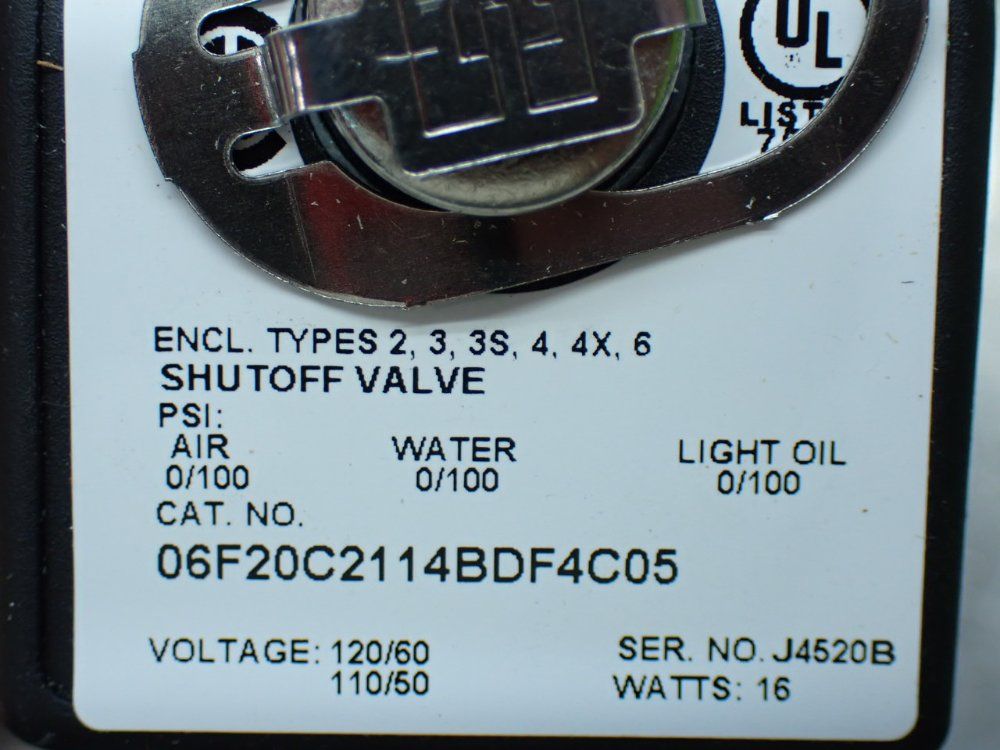 UL
ENCL. TYPES 2, 3, 3S, 4, 4X, 6
SHUTOFF VALVE
PSI:
AIR WATER LIGHT OIL
0/100 0/100 0/100
CAT. NO.
06F20C2114BDF4C05
VOLTAGE: 120/60 SER. NO. J4520B
110/50 WATTS: 16